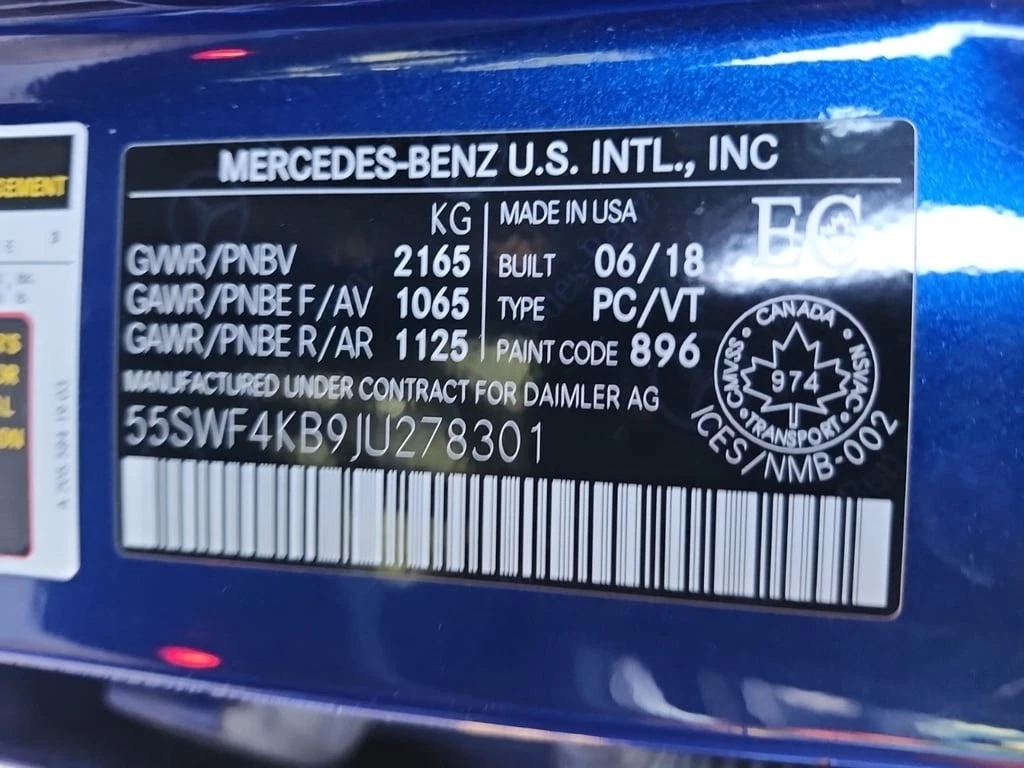 MERCEDES-BENZ U.S. INTL., INC
KG
GVWR/PNBV 2165
GAWR/PNBE F/AV 1065
GAWR/PNBE R/AR 1125
MADE IN USA
BUILT 06/18
TYPE PC/VT
PAINT CODE 896
EC
CANADA
CMVSS
974
NSVAC
TRANSPORT
ICES/NMB-002
MANUFACTURED UNDER CONTRACT FOR DAIMLER AG
55SWF4KB9JU278301